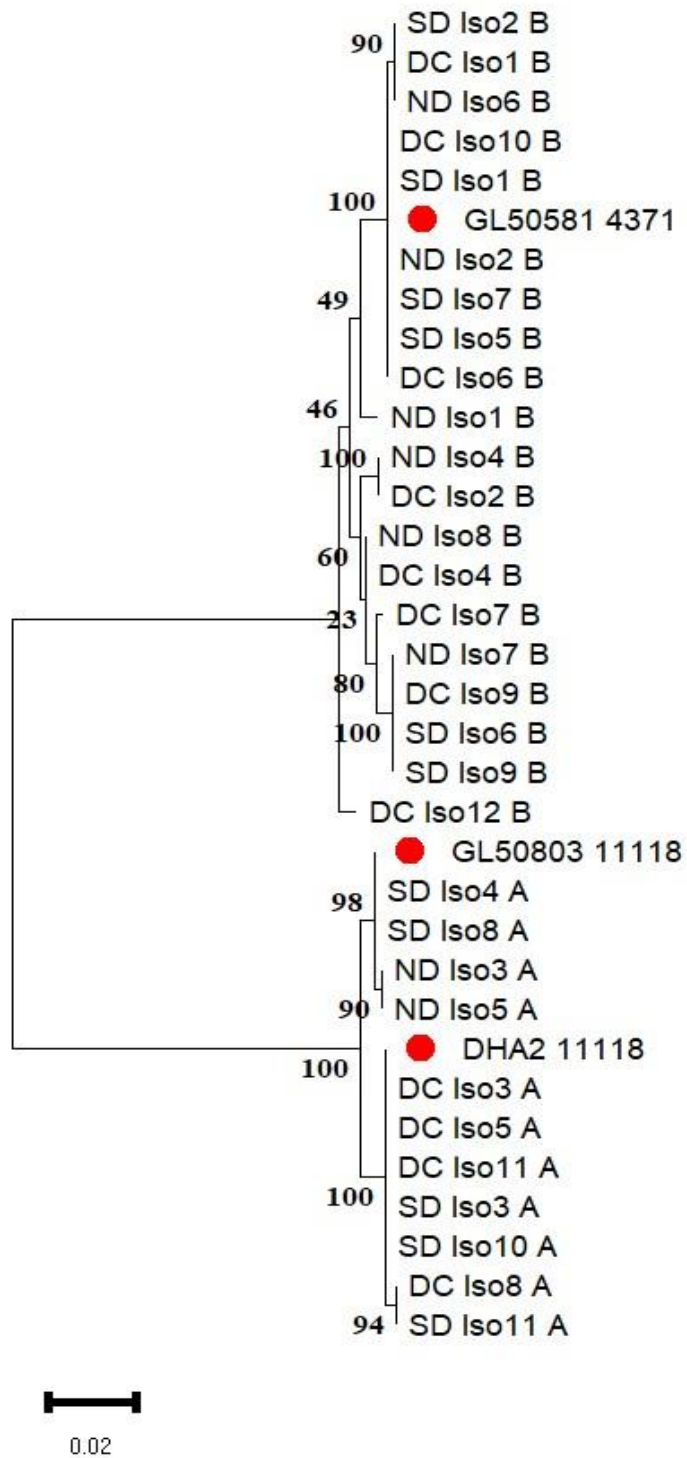 SD Iso2 B
90
DC Iso1 B
ND Iso6 B
DC Iso10 B
SD Iso1 B
100
GL50581 4371
ND Iso2 B
49
SD Iso7 B
SD Iso5 B
DC Iso6 B
46
ND Iso1 B
100
ND Iso4 B
DC Iso2 B
ND Iso8 B
60
DC Iso4 B
23
DC Iso7 B
ND Iso7 B
80
DC Iso9 B
100
SD Iso6 B
SD Iso9 B
DC Iso12 B
GL50803 11118
98
SD Iso4 A
SD Iso8 A
ND Iso3 A
90
ND Iso5 A
DHA2 11118
100
DC Iso3 A
DC Iso5 A
DC Iso11 A
100
SD Iso3 A
SD Iso10 A
DC Iso8 A
94
SD Iso11 A
0.02